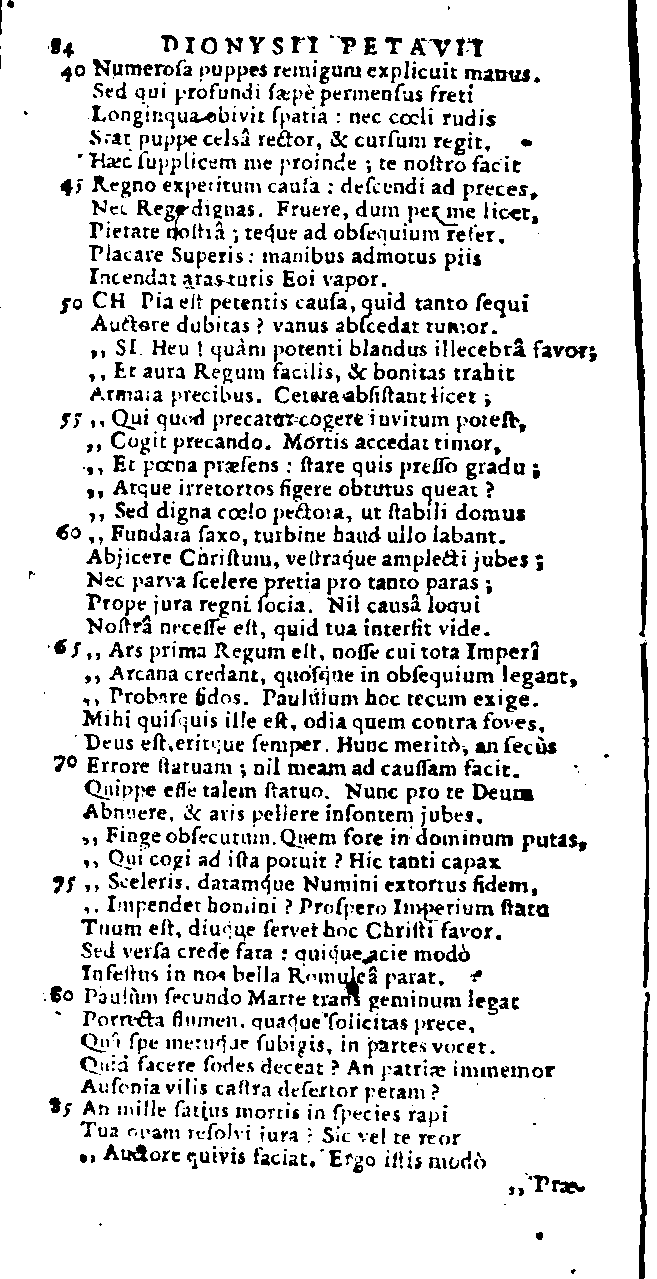 84 DIONYSII PETAVII
40 Numeroſa puppes remigum explicuit manus.
Sed qui profundi ſæpè permenſus freti
Longinqua obivit ſpatia : nec cœli rudis
Stat puppe celsâ rector, & curſum regit.
Hæc ſupplicem me proinde ; te noſtro facit
45 Regno expetitum cauſa : deſcendi ad preces,
Nec Rege dignas. Fruere, dum per me licet,
Pietate noſtrâ ; teque ad obſequium refer.
Placare Superis : manibus admotus piis
Incendat aras turis Eoi vapor.
50 CH Pia eſt petentis cauſa, quid tanto ſequi
Auctore dubitas ? vanus abſcedat tumor.
,, SI. Heu ! quàm potenti blandus illecebrâ favor;
,, Et aura Regum facilis, & bonitas trahit
Armata precibus. Cetera abſiſtant licet ;
55 ,, Qui quod precatur cogere invitum poteſt,
,, Cogit precando. Mortis accedat timor,
,, Et pœna præſens : ſtare quis preſſo gradu ;
,, Atque irretortos figere obtutus queat ?
,, Sed digna cœlo pectora, ut ſtabili domus
60 ,, Fundata ſaxo, turbine haud ullo labant.
Abjicere Chriſtum, veſtraque amplecti jubes ;
Nec parva ſcelere pretia pro tanto paras ;
Prope jura regni ſocia. Nil causâ loqui
Noſtrâ neceſſe eſt, quid tua interſit vide.
65 ,, Ars prima Regum eſt, noſſe cui tota Imperî
,, Arcana credant, quoſque in obſequium legant,
,, Probare fidos. Paulùlum hoc tecum exige.
Mihi quiſquis ille eſt, odia quem contra foves,
Deus eſt, eritque ſemper. Hunc meritò, an ſecùs
70 Errore ſtatuam ; nil meam ad cauſſam facit.
Quippe eſſe talem ſtatuo. Nunc pro te Deum
Abnuere, & aris pellere inſontem jubes.
,, Finge obſecutum. Quem fore in dominum putas,
,, Qui cogi ad iſta potuit ? Hic tanti capax
75 ,, Sceleris, datamque Numini extortus fidem,
,, Impendet homini ? Proſpero Imperium ſtatu
Tuum eſt, diuque ſervet hoc Chriſti favor.
Sed verſa crede fata : quique acie modò
Infeſtus in nos bella Romuleâ parat.
80 Paulùm ſecundo Marte trans geminum legat
Porrecta flumen. quaque ſolicitas prece,
Quâ ſpe metuque ſubigis, in partes vocet.
Quid facere ſodes deceat ? An patriæ immemor
Auſonia vilis caſtra deſertor petam ?
85 An mille ſatius mortis in ſpecies rapi
Tua quam reſolvi jura ? Sic vel te reor
,, Auctore quivis faciat. Ergo iſtis modò
,, Præ-